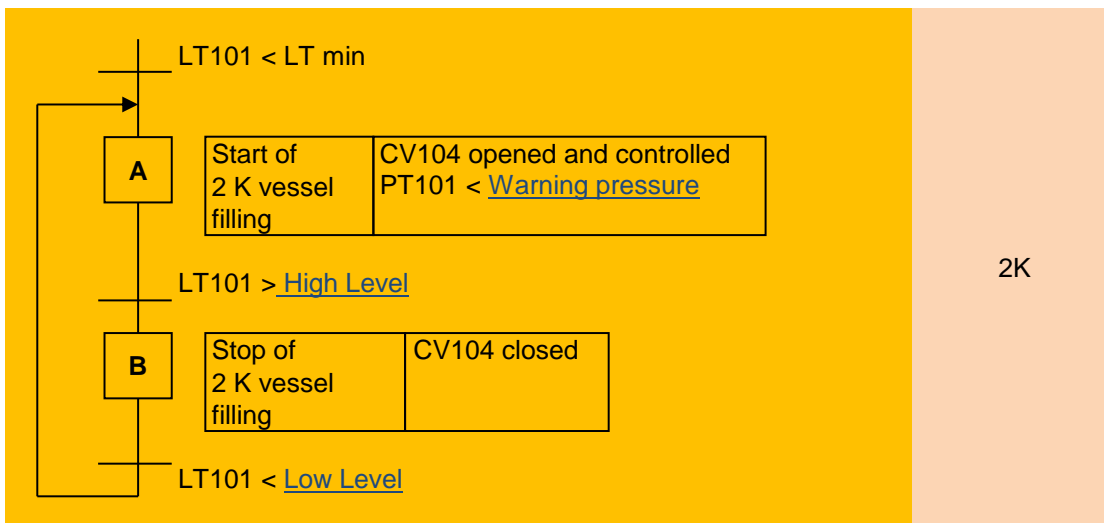 LT101 < LT min
A
Start of
2 K vessel
filling
CV104 opened and controlled
PT101 < Warning pressure
LT101 > High Level
2K
B
Stop of
2 K vessel
filling
CV104 closed
LT101 < Low Level